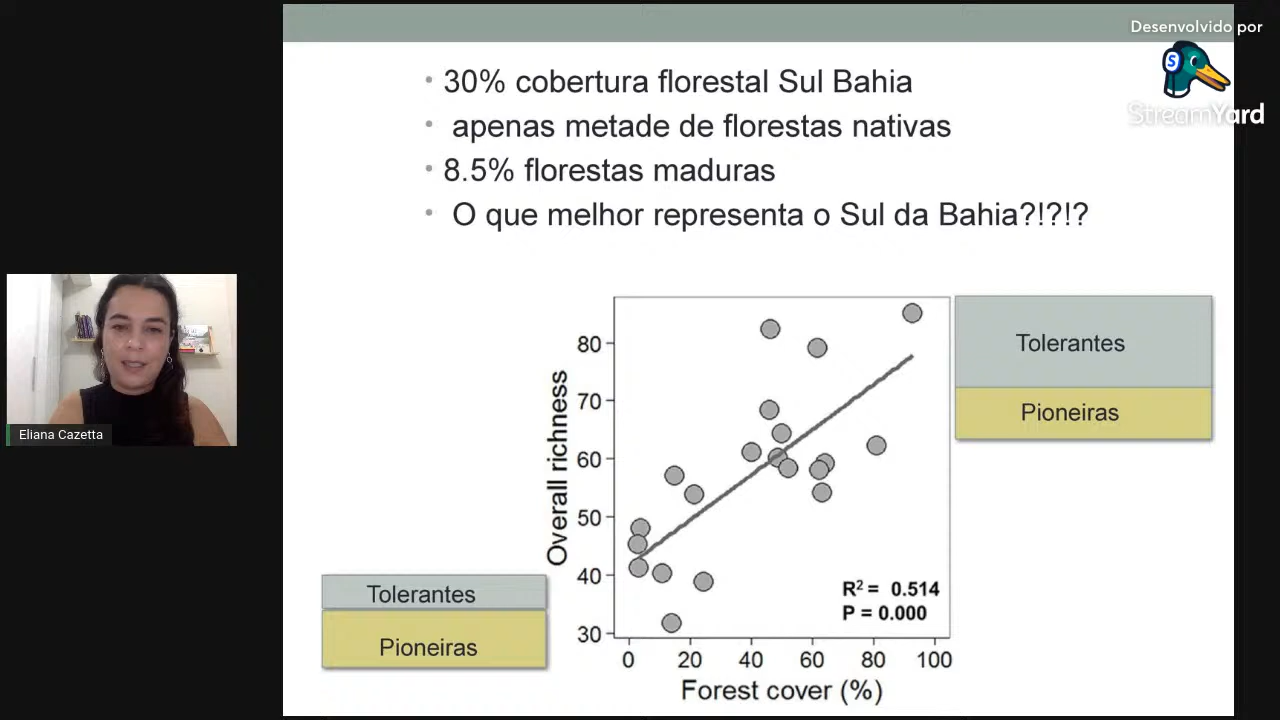 Desenvolvido por
StreamYard
• 30% cobertura florestal Sul Bahia
• apenas metade de florestas nativas
• 8.5% florestas maduras
• O que melhor representa o Sul da Bahia?!?!?
Eliana Cazetta
Overall richness
80
70
60
50
40
30
0 20 40 60 80 100
Forest cover (%)
R² = 0.514
P = 0.000
Tolerantes
Pioneiras
Tolerantes
Pioneiras